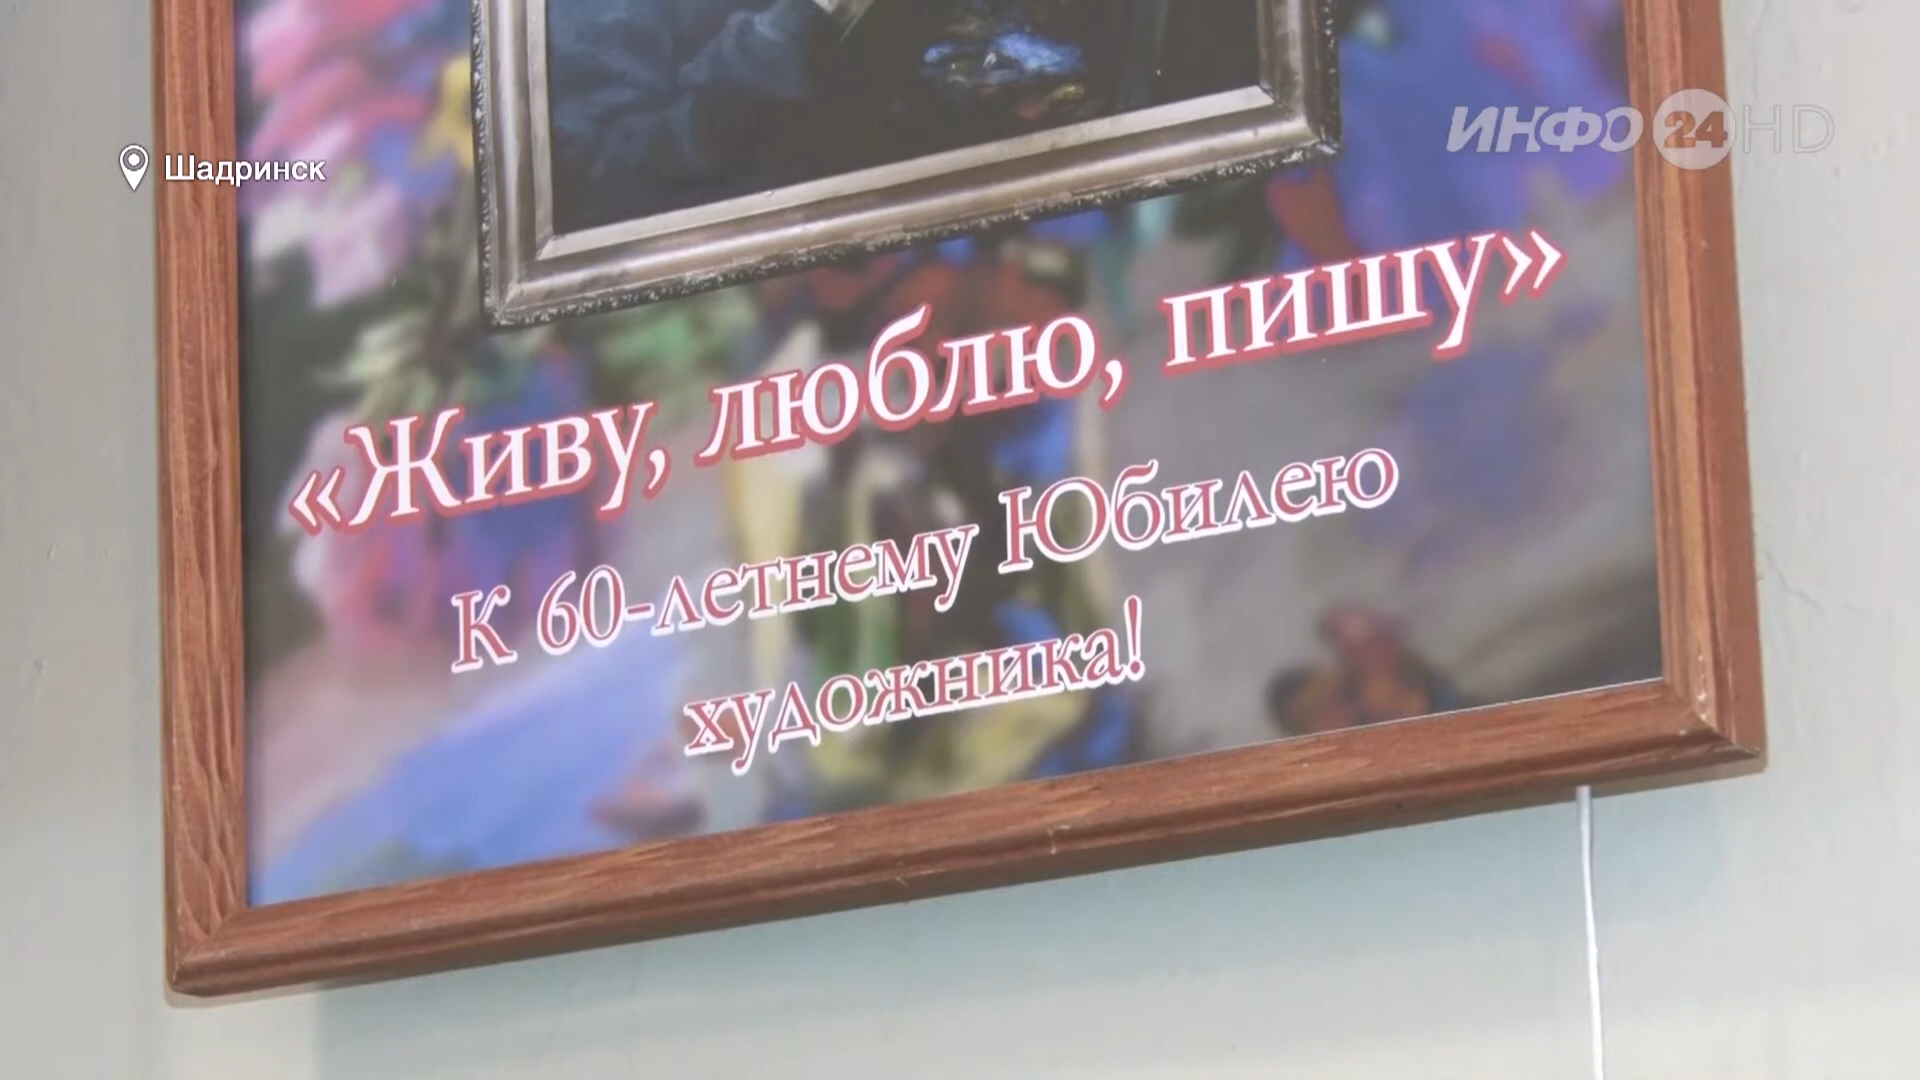 ИНФО 24 HD
Шадринск
«Живу, люблю, пишу»
К 60-летнему Юбилею
художника!